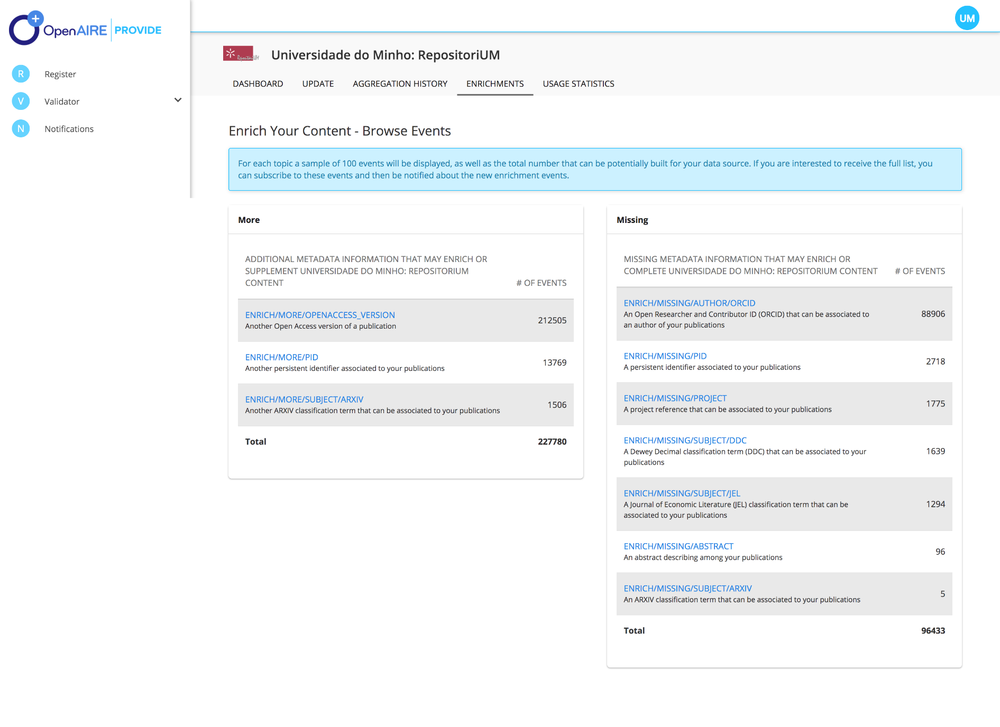 OpenAIRE PROVIDE
UM
R Register
V Validator
N Notifications
RepositóriUM
Universidade do Minho: RepositoriUM
DASHBOARD UPDATE AGGREGATION HISTORY ENRICHMENTS USAGE STATISTICS
Enrich Your Content - Browse Events
For each topic a sample of 100 events will be displayed, as well as the total number that can be potentially built for your data source. If you are interested to receive the full list, you
can subscribe to these events and then be notified about the new enrichment events.
More
ADDITIONAL METADATA INFORMATION THAT MAY ENRICH OR
SUPPLEMENT UNIVERSIDADE DO MINHO: REPOSITORIUM
CONTENT # OF EVENTS
ENRICH/MORE/OPENACCESS_VERSION
Another Open Access version of a publication
212505
ENRICH/MORE/PID
Another persistent identifier associated to your publications
13769
ENRICH/MORE/SUBJECT/ARXIV
Another ARXIV classification term that can be associated to your publications
1506
Total 227780
Missing
MISSING METADATA INFORMATION THAT MAY ENRICH OR
COMPLETE UNIVERSIDADE DO MINHO: REPOSITORIUM CONTENT # OF EVENTS
ENRICH/MISSING/AUTHOR/ORCID
An Open Researcher and Contributor ID (ORCID) that can be associated to
an author of your publications
88906
ENRICH/MISSING/PID
A persistent identifier associated to your publications
2718
ENRICH/MISSING/PROJECT
A project reference that can be associated to your publications
1775
ENRICH/MISSING/SUBJECT/DDC
A Dewey Decimal classification term (DDC) that can be associated to your
publications
1639
ENRICH/MISSING/SUBJECT/JEL
A Journal of Economic Literature (JEL) classification term that can be
associated to your publications
1294
ENRICH/MISSING/ABSTRACT
An abstract describing among your publications
96
ENRICH/MISSING/SUBJECT/ARXIV
An ARXIV classification term that can be associated to your publications
5
Total 96433